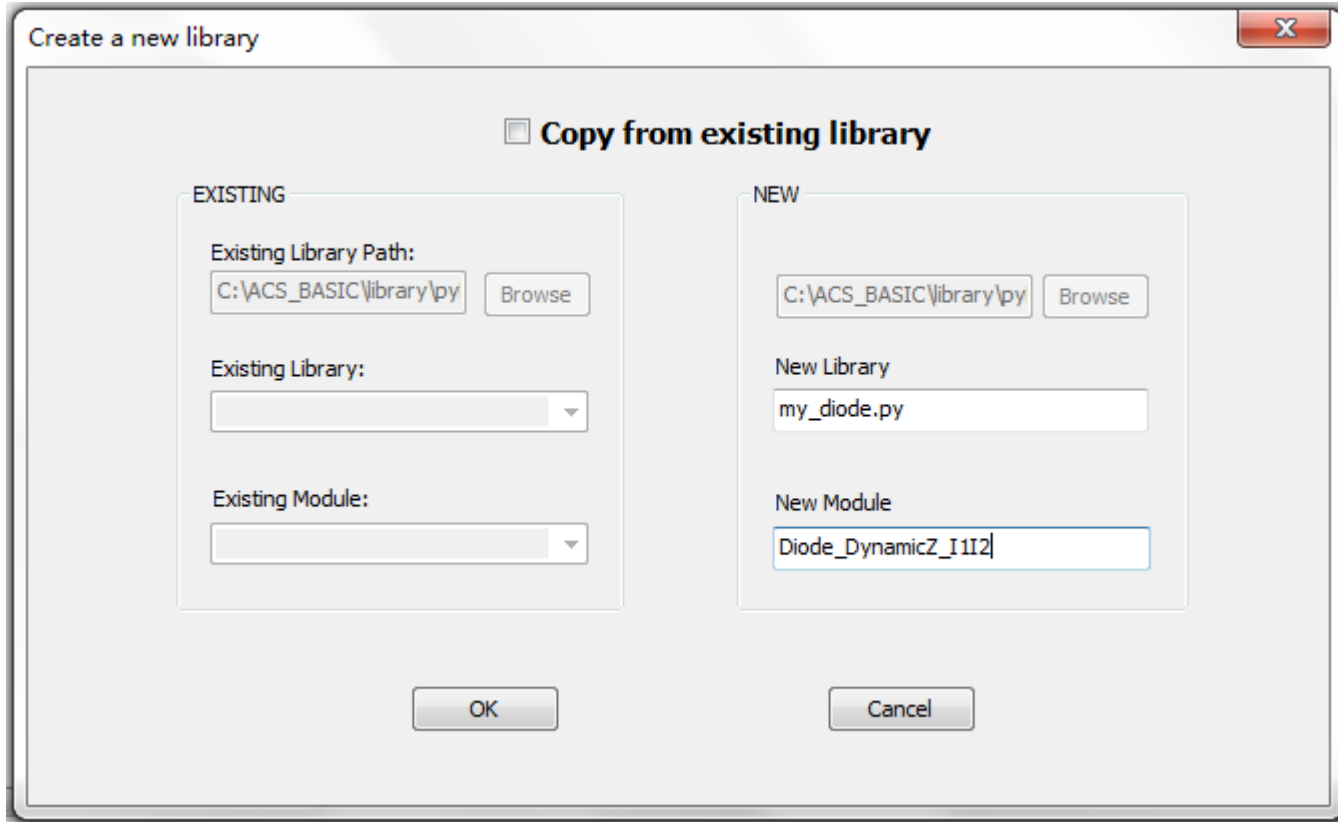 Create a new library
Copy from existing library
EXISTING
Existing Library Path:
C:\ACS_BASIC\library\py
Browse
Existing Library:
Existing Module:
NEW
C:\ACS_BASIC\library\py
Browse
New Library
my_diode.py
New Module
Diode_DynamicZ_I1I2
OK
Cancel